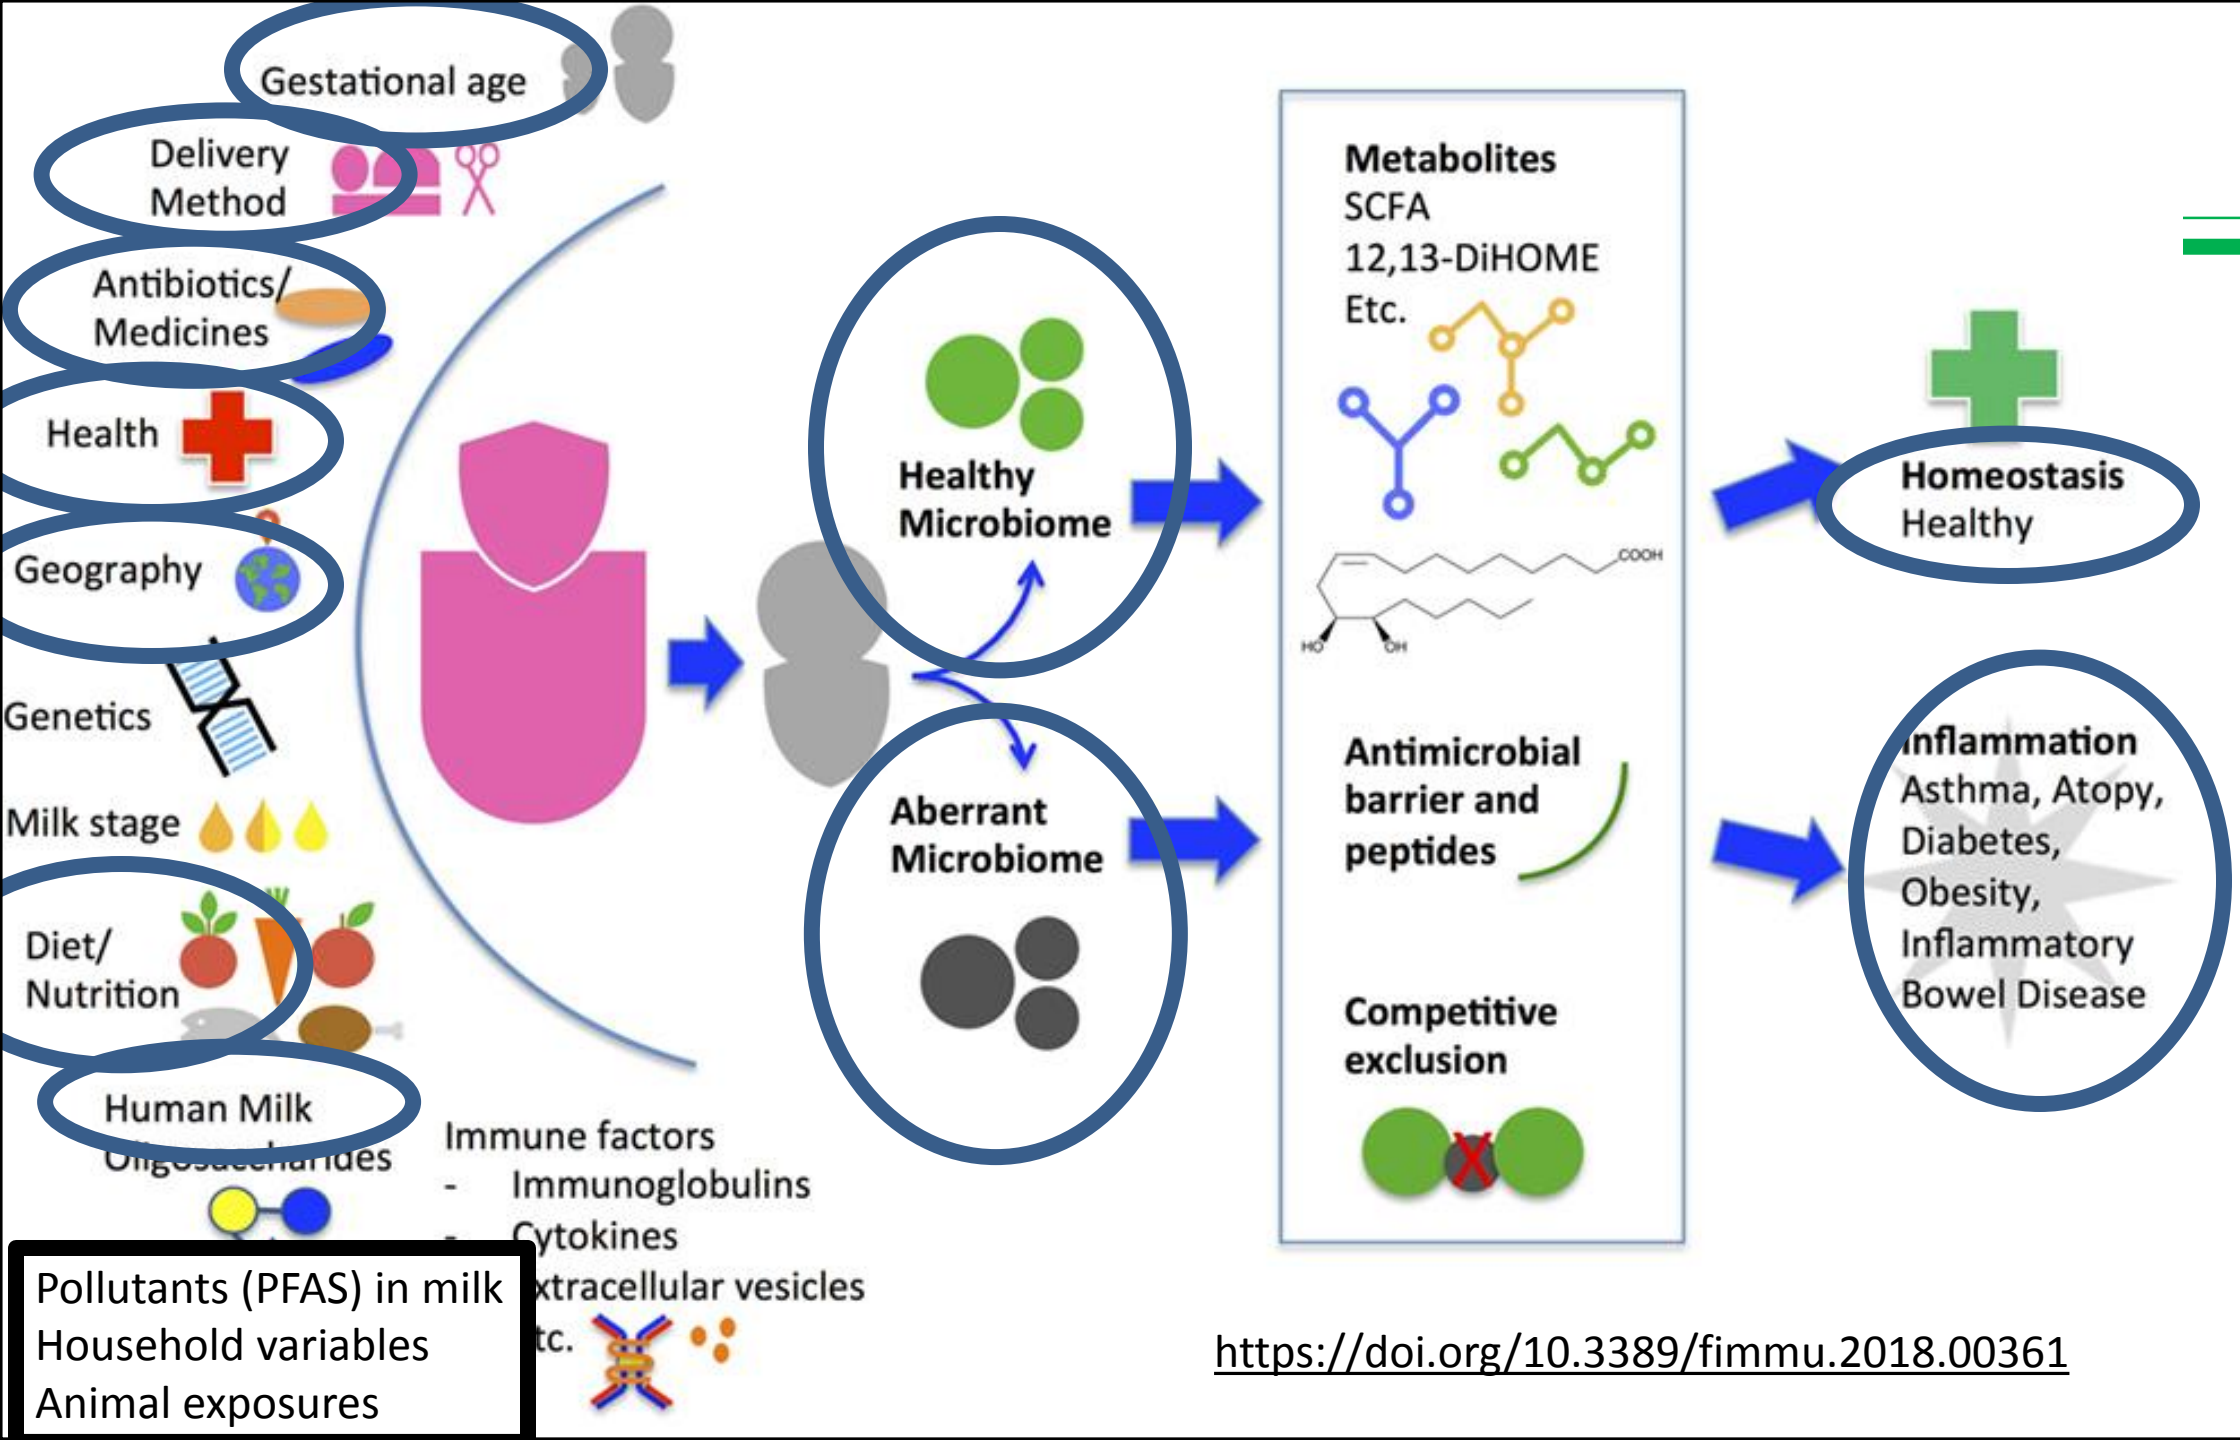 Gestational age
Delivery
Method
Antibiotics/
Medicines
Health
Geography
Genetics
Milk stage
Diet/
Nutrition
Human Milk
Oligosaccharides
Immune factors
- Immunoglobulins
- Cytokines
xtracellular vesicles
tc.
Pollutants (PFAS) in milk
Household variables
Animal exposures
Healthy
Microbiome
Aberrant
Microbiome
Metabolites
SCFA
12,13-DiHOME
Etc.
COOH
HO
OH
Antimicrobial
barrier and
peptides
Competitive
exclusion
X
Homeostasis
Healthy
Inflammation
Asthma, Atopy,
Diabetes,
Obesity,
Inflammatory
Bowel Disease
https://doi.org/10.3389/fimmu.2018.00361